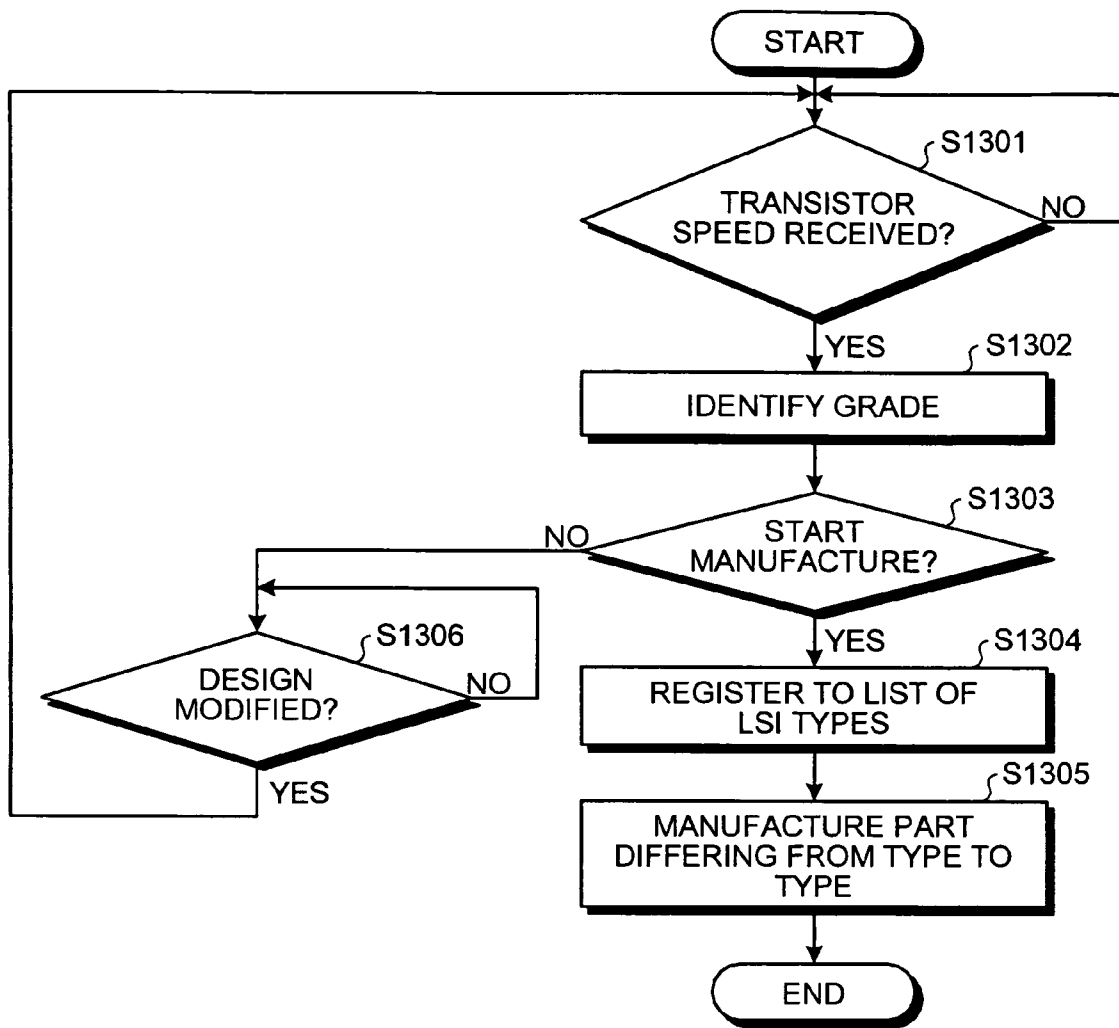 START
S1301
TRANSISTOR
SPEED RECEIVED?
NO
YES
S1302
IDENTIFY GRADE
S1303
START
MANUFACTURE?
NO
YES
S1306
DESIGN
MODIFIED?
NO
YES
S1304
REGISTER TO LIST OF
LSI TYPES
S1305
MANUFACTURE PART
DIFFERING FROM TYPE TO
TYPE
END